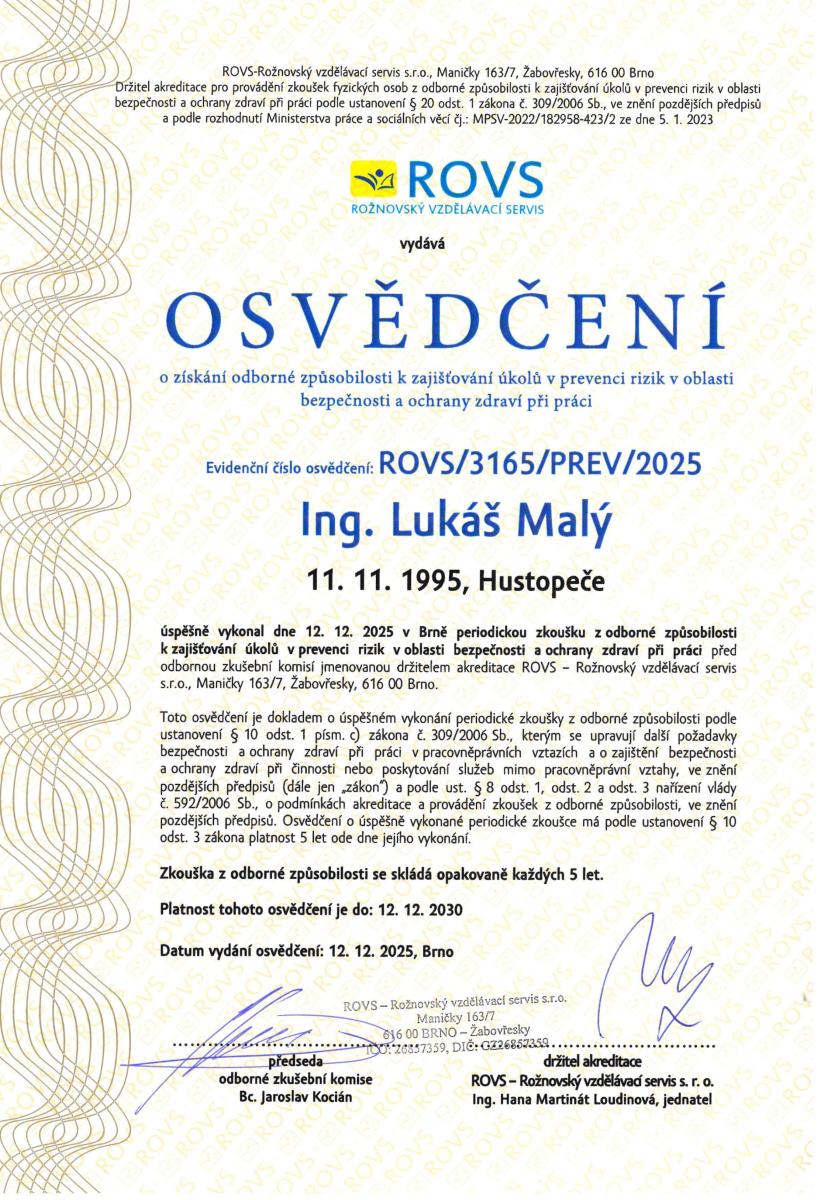 ROVS-Rožnovský vzdělávací servis s.r.o., Maničky 163/7, Žabovřesky, 616 00 Brno
Držitel akreditace pro provádění zkoušek fyzických osob z odborné způsobilosti k zajišťování úkolů v prevenci rizik v oblasti
bezpečnosti a ochrany zdraví při práci podle ustanovení § 20 odst. 1 zákona č. 309/2006 Sb., ve znění pozdějších předpisů
a podle rozhodnutí Ministerstva práce a sociálních věcí čj.: MPSV-2022/182958-423/2 ze dne 5. 1. 2023
ROVS
ROŽNOVSKÝ VZDĚLÁVACÍ SERVIS
vydává
OSVĚDČENÍ
o získání odborné způsobilosti k zajišťování úkolů v prevenci rizik v oblasti
bezpečnosti a ochrany zdraví při práci
Evidenční číslo osvědčení: ROVS/3165/PREV/2025
Ing. Lukáš Malý
11. 11. 1995, Hustopeče
úspěšně vykonal dne 12. 12. 2025 v Brně periodickou zkoušku z odborné způsobilosti
k zajišťování úkolů v prevenci rizik v oblasti bezpečnosti a ochrany zdraví při práci před
odbornou zkušební komisí jmenovanou držitelem akreditace ROVS – Rožnovský vzdělávací servis
s.r.o., Maničky 163/7, Žabovřesky, 616 00 Brno.
Toto osvědčení je dokladem o úspěšném vykonání periodické zkoušky z odborné způsobilosti podle
ustanovení § 10 odst. 1 písm. c) zákona č. 309/2006 Sb., kterým se upravují další požadavky
bezpečnosti a ochrany zdraví při práci v pracovněprávních vztazích a o zajištění bezpečnosti
a ochrany zdraví při činnosti nebo poskytování služeb mimo pracovněprávní vztahy, ve znění
pozdějších předpisů (dále jen „zákon") a podle ust. § 8 odst. 1, odst. 2 a odst. 3 nařízení vlády
č. 592/2006 Sb., o podmínkách akreditace a provádění zkoušek z odborné způsobilosti, ve znění
pozdějších předpisů. Osvědčení o úspěšně vykonané periodické zkoušce má podle ustanovení § 10
odst. 3 zákona platnost 5 let ode dne jejího vykonání.
Zkouška z odborné způsobilosti se skládá opakovaně každých 5 let.
Platnost tohoto osvědčení je do: 12. 12. 2030
Datum vydání osvědčení: 12. 12. 2025, Brno
ROVS – Rožnovský vzdělávací servis s.r.o.
Maničky 163/7
616 00 BRNO – Žabovřesky
IČO: 26857359, DIČ: CZ26857359
předseda
odborné zkušební komise
Bc. Jaroslav Kocián
držitel akreditace
ROVS – Rožnovský vzdělávací servis s. r. o.
Ing. Hana Martinát Loudinová, jednatel